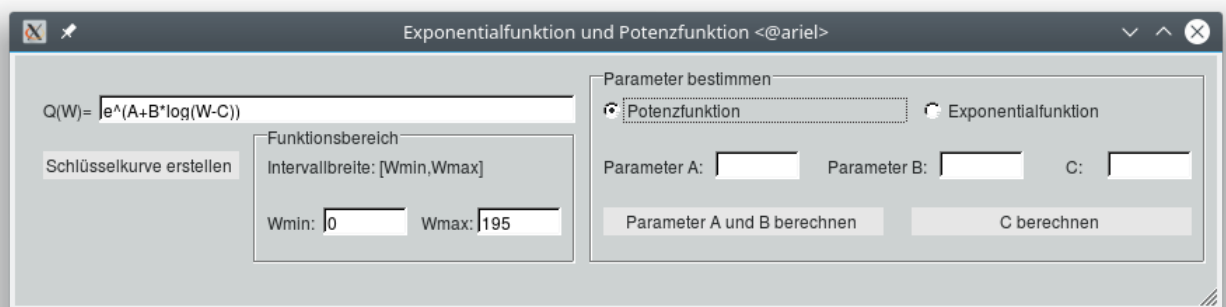 Exponentialfunktion und Potenzfunktion <@ariel>
Q(W)= e^(A+B*log(W-C))
Schlüsselkurve erstellen
Funktionsbereich
Intervallbreite: [Wmin,Wmax]
Wmin: 0 Wmax: 195
Parameter bestimmen
Potenzfunktion Exponentialfunktion
Parameter A: Parameter B: C:
Parameter A und B berechnen C berechnen